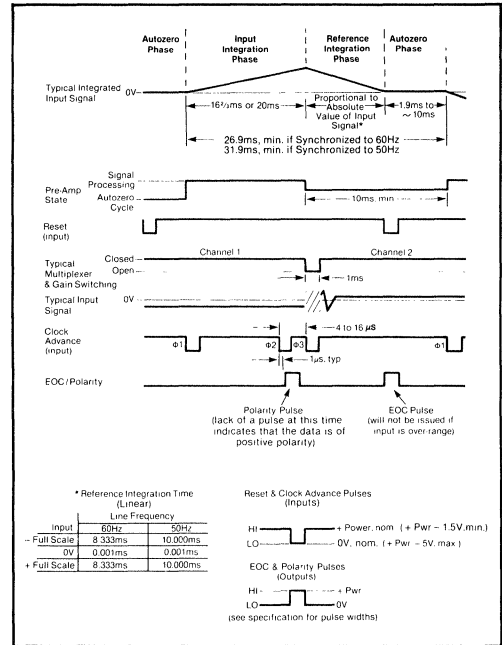 Autozero Phase
Input Integration Phase
Reference Integration Phase
Autozero Phase
Typical Integrated Input Signal
0V
16⅔ms or 20ms
Proportional to Absolute Value of Input Signal*
1.9ms to ~10ms
26.9ms, min. if Synchronized to 60Hz
31.9ms, min. if Synchronized to 50Hz
Pre-Amp State
Signal Processing
Autozero Cycle
10ms, min
Reset (input)
Typical Multiplexer & Gain Switching
Closed
Open
Channel 1
Channel 2
1ms
Typical Input Signal
0V
4 to 16 µS
Clock Advance (input)
Φ1
Φ2
Φ3
Φ1
1µs, typ
EOC/Polarity
Polarity Pulse
(lack of a pulse at this time
indicates that the data is of
positive polarity)
EOC Pulse
(will not be issued if
input is over-range)
* Reference Integration Time
(Linear)
Line Frequency
Input 60Hz 50Hz
– Full Scale 8.333ms 10.000ms
0V 0.001ms 0.001ms
+ Full Scale 8.333ms 10.000ms
Reset & Clock Advance Pulses
(Inputs)
HI + Power, nom (+ Pwr – 1.5V, min.)
LO 0V, nom. (+ Pwr – 5V, max)
EOC & Polarity Pulses
(Outputs)
HI + Pwr
LO 0V
(see specification for pulse widths)